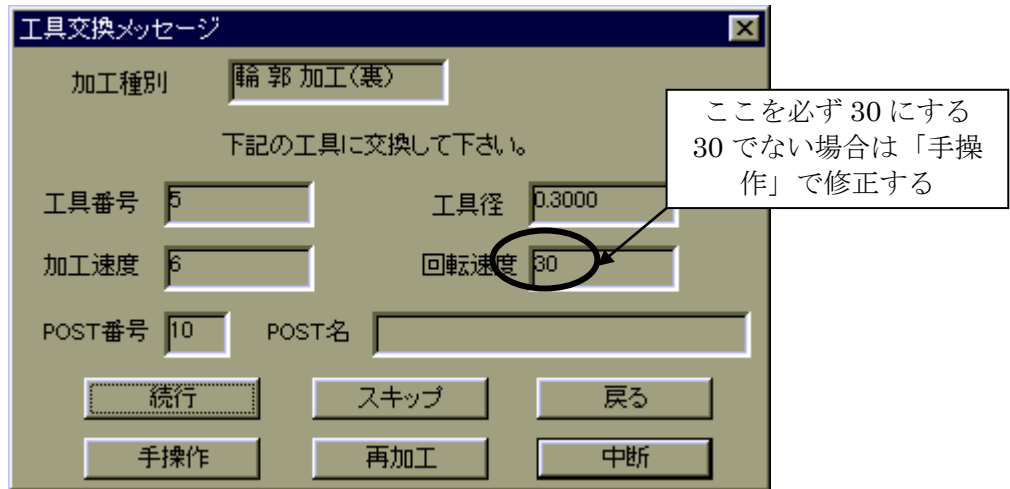 工具交換メッセージ
加工種別 輪 郭 加工(裏)
下記の工具に交換して下さい。
ここを必ず 30 にする
30 でない場合は「手操
作」で修正する
工具番号 5 工具径 0.3000
加工速度 6 回転速度 30
POST番号 10 POST名
続行 スキップ 戻る
手操作 再加工 中断